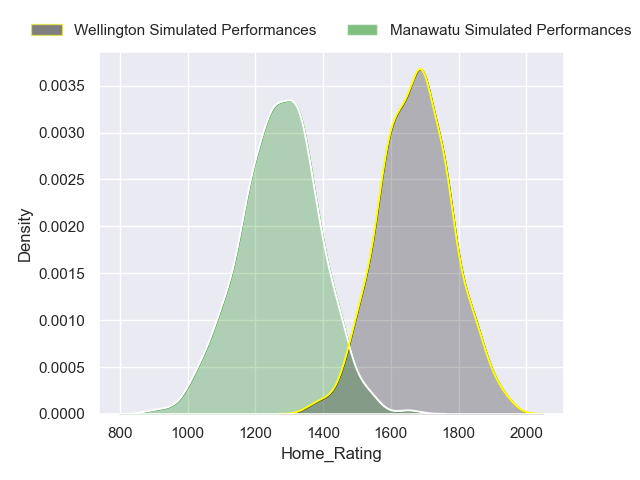 Wellington Simulated Performances Manawatu Simulated Performances
0.0035
0.0030
0.0025
0.0020
0.0015
0.0010
0.0005
0.0000
Density
800 1000 1200 1400 1600 1800 2000
Home_Rating